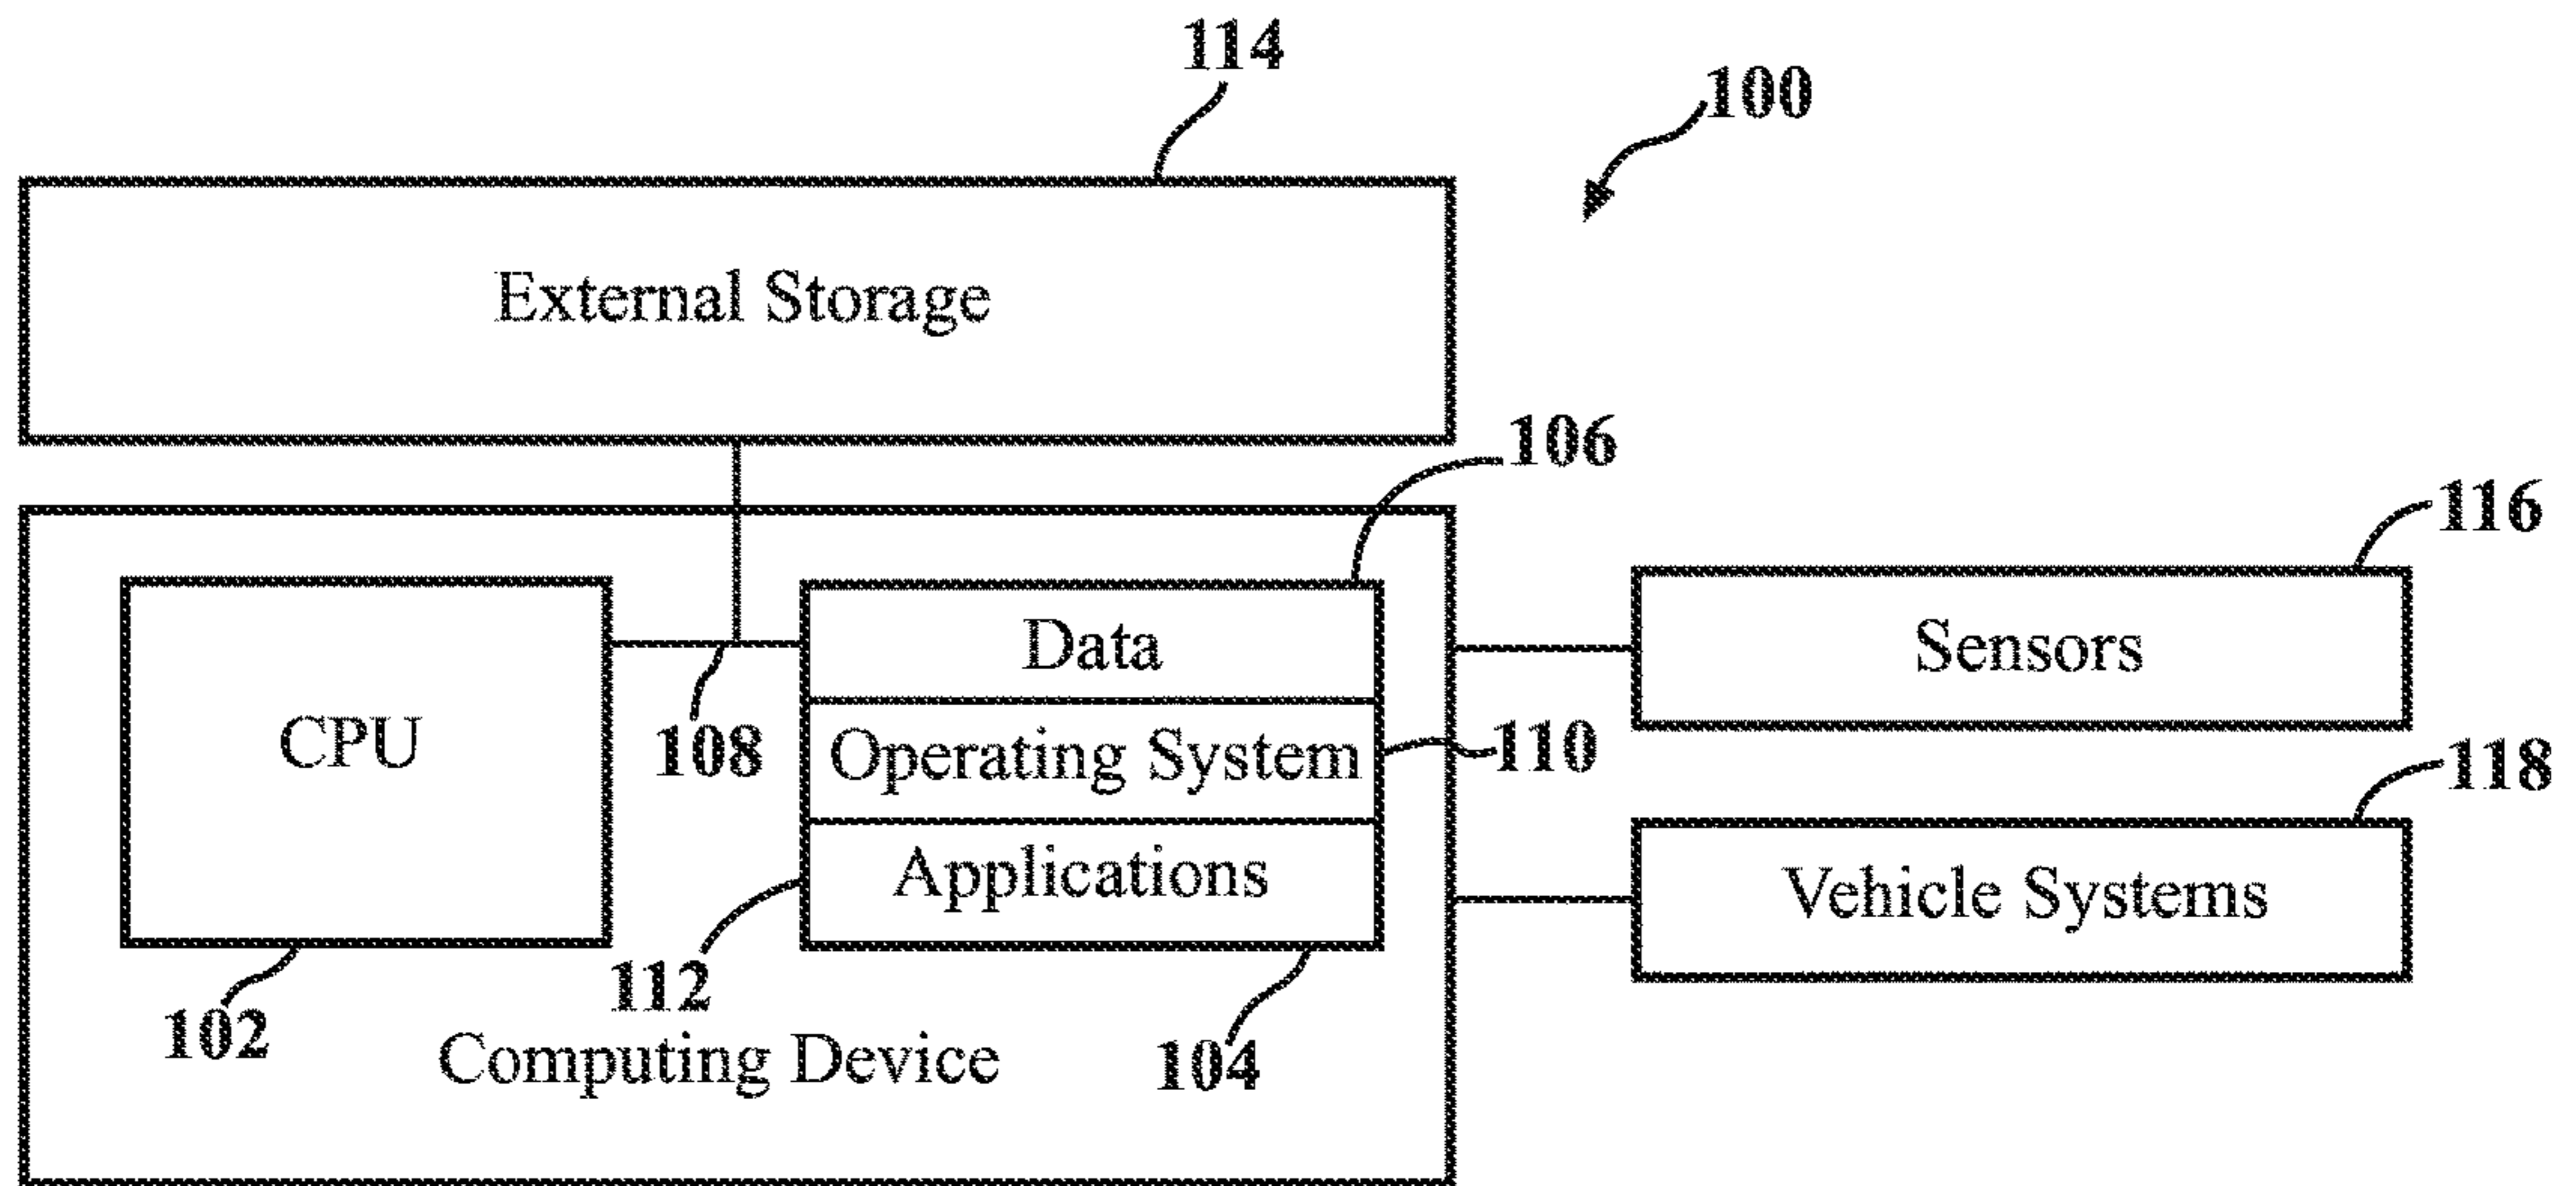 114
100
External Storage
106
116
Data
Sensors
CPU
108
Operating System
110
118
Applications
Vehicle Systems
112
102
Computing Device
104